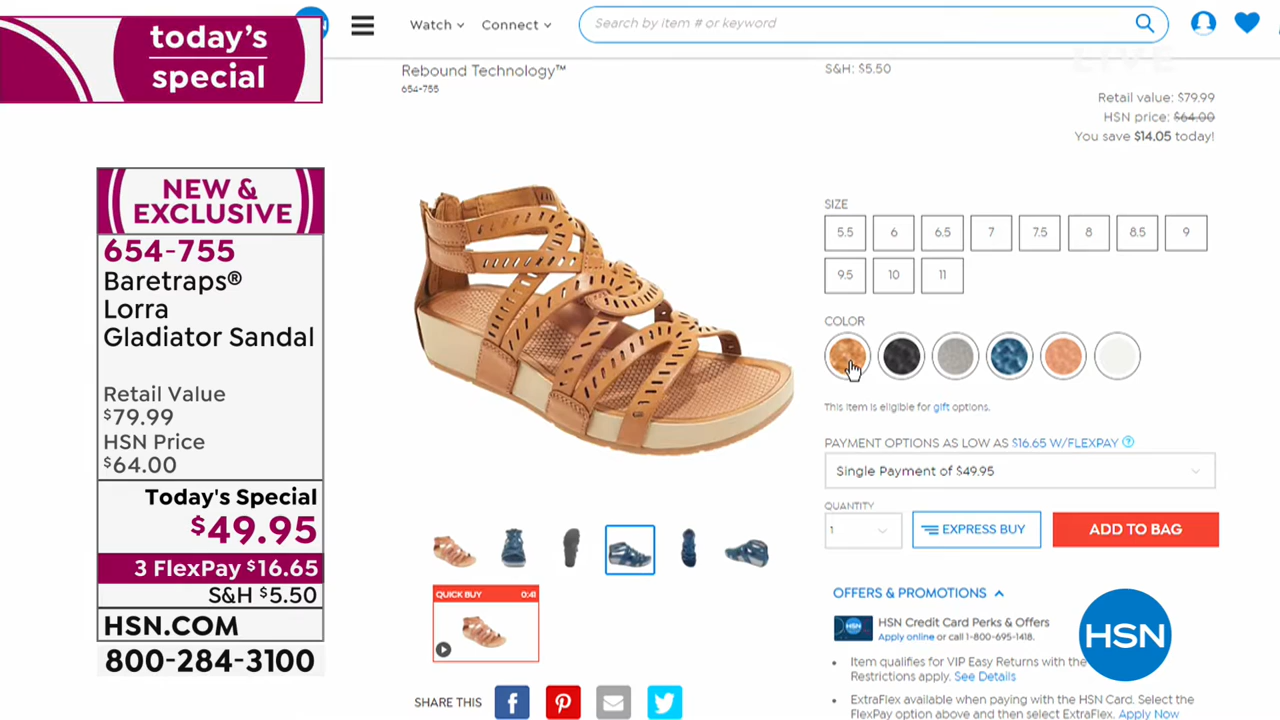 today's
special
NEW &
EXCLUSIVE
654-755
Baretraps®
Lorra
Gladiator Sandal
Retail Value
$79.99
HSN Price
$64.00
Today's Special
$49.95
3 FlexPay $16.65
S&H $5.50
HSN.COM
800-284-3100
Watch
Connect
Search by item # or keyword
LIVE
Rebound Technology™
654-755
S&H: $5.50
Retail value: $79.99
HSN price: $64.00
You save $14.05 today!
SIZE
5.5 6 6.5 7 7.5 8 8.5 9
9.5 10 11
COLOR
This item is eligible for gift options.
PAYMENT OPTIONS AS LOW AS $16.65 W/FLEXPAY ?
Single Payment of $49.95
QUANTITY
1
EXPRESS BUY
ADD TO BAG
QUICK BUY 0:41
OFFERS & PROMOTIONS
HSN
HSN Credit Card Perks & Offers
Apply online or call 1-800-695-1418.
HSN
Item qualifies for VIP Easy Returns with the
Restrictions apply. See Details
ExtraFlex available when paying with the HSN Card. Select the
FlexPay option above and then select ExtraFlex. Apply Now
SHARE THIS